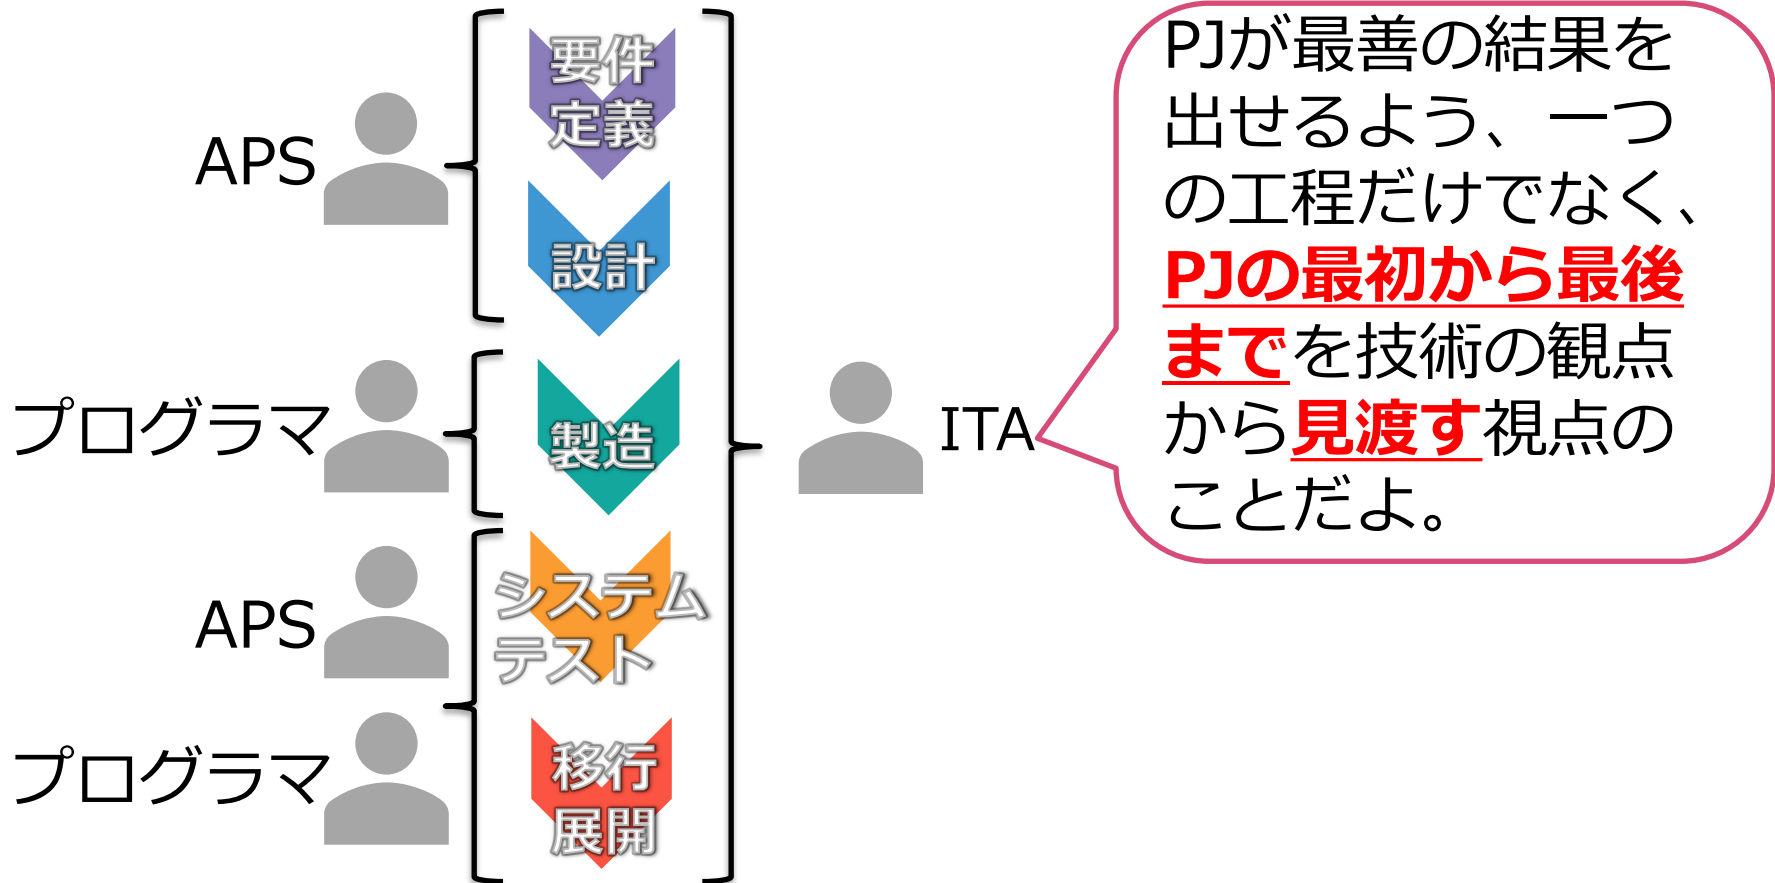 APS
要件
定義
設計
プログラマ
製造
APS
システム
テスト
プログラマ
移行
展開
ITA
PJが最善の結果を
出せるよう、一つ
の工程だけでなく、
PJの最初から最後
までを技術の観点
から見渡す視点の
ことだよ。